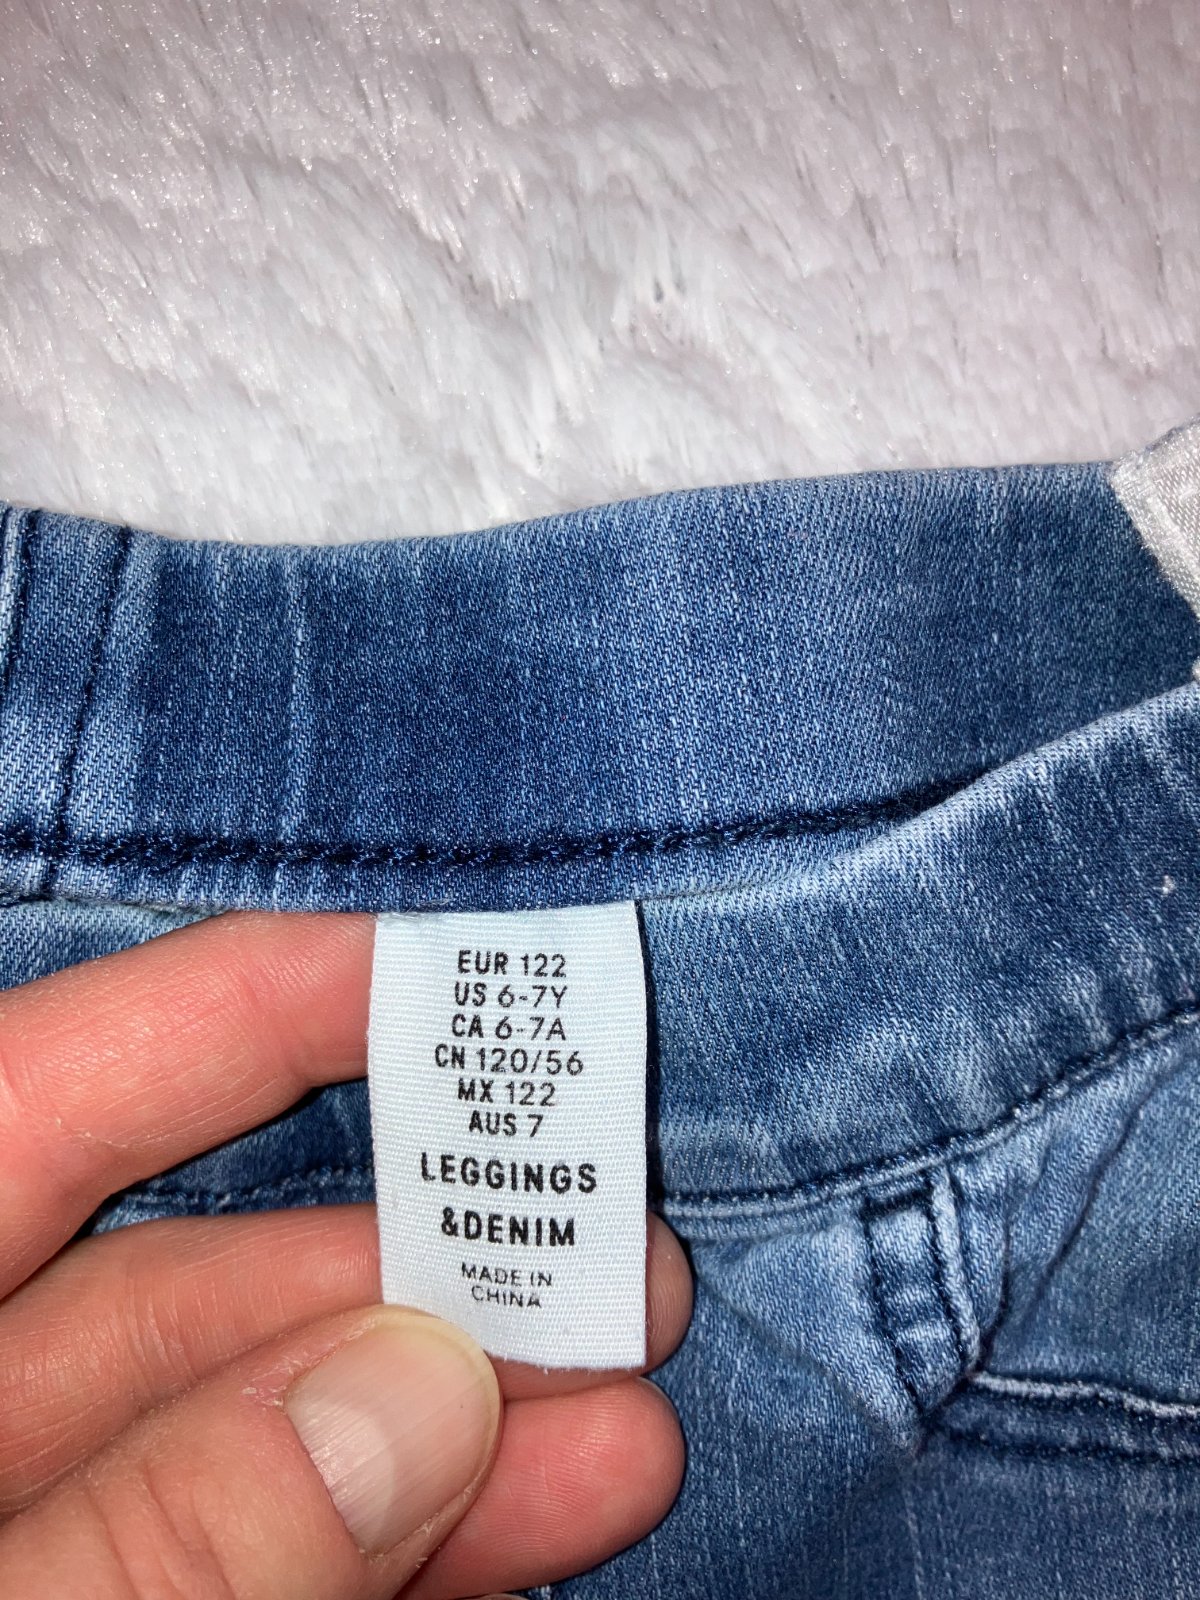 EUR 122
US 6-7Y
CA 6-7A
CN 120/56
MX 122
AUS 7
LEGGINGS
&DENIM
MADE IN
CHINA